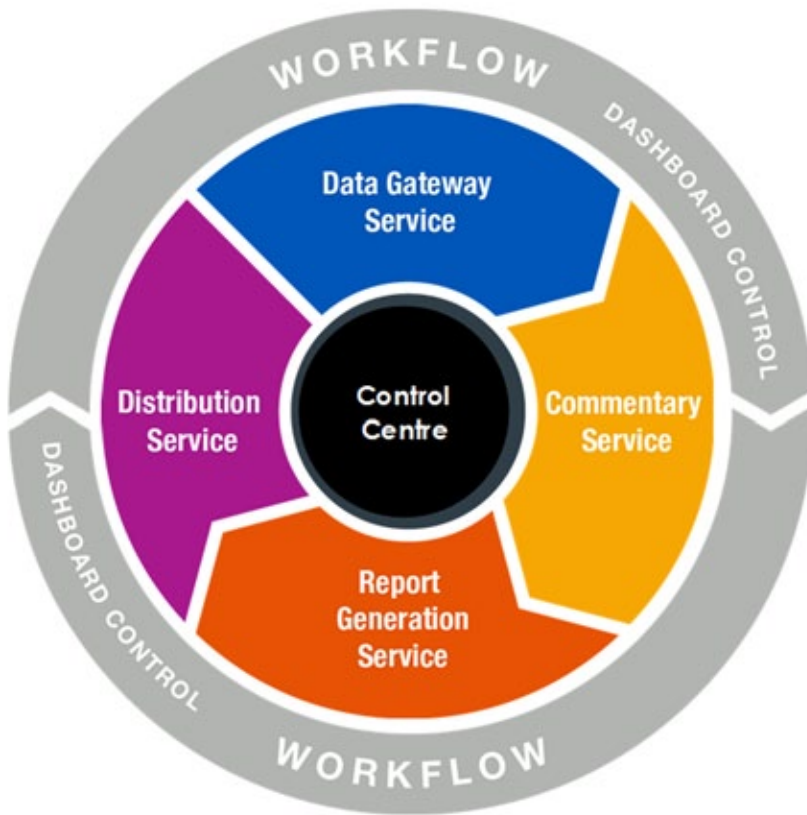 WORKFLOW
DASHBOARD CONTROL
Data Gateway
Service
Distribution
Service
Control
Centre
Commentary
Service
Report
Generation
Service
DASHBOARD CONTROL
WORKFLOW